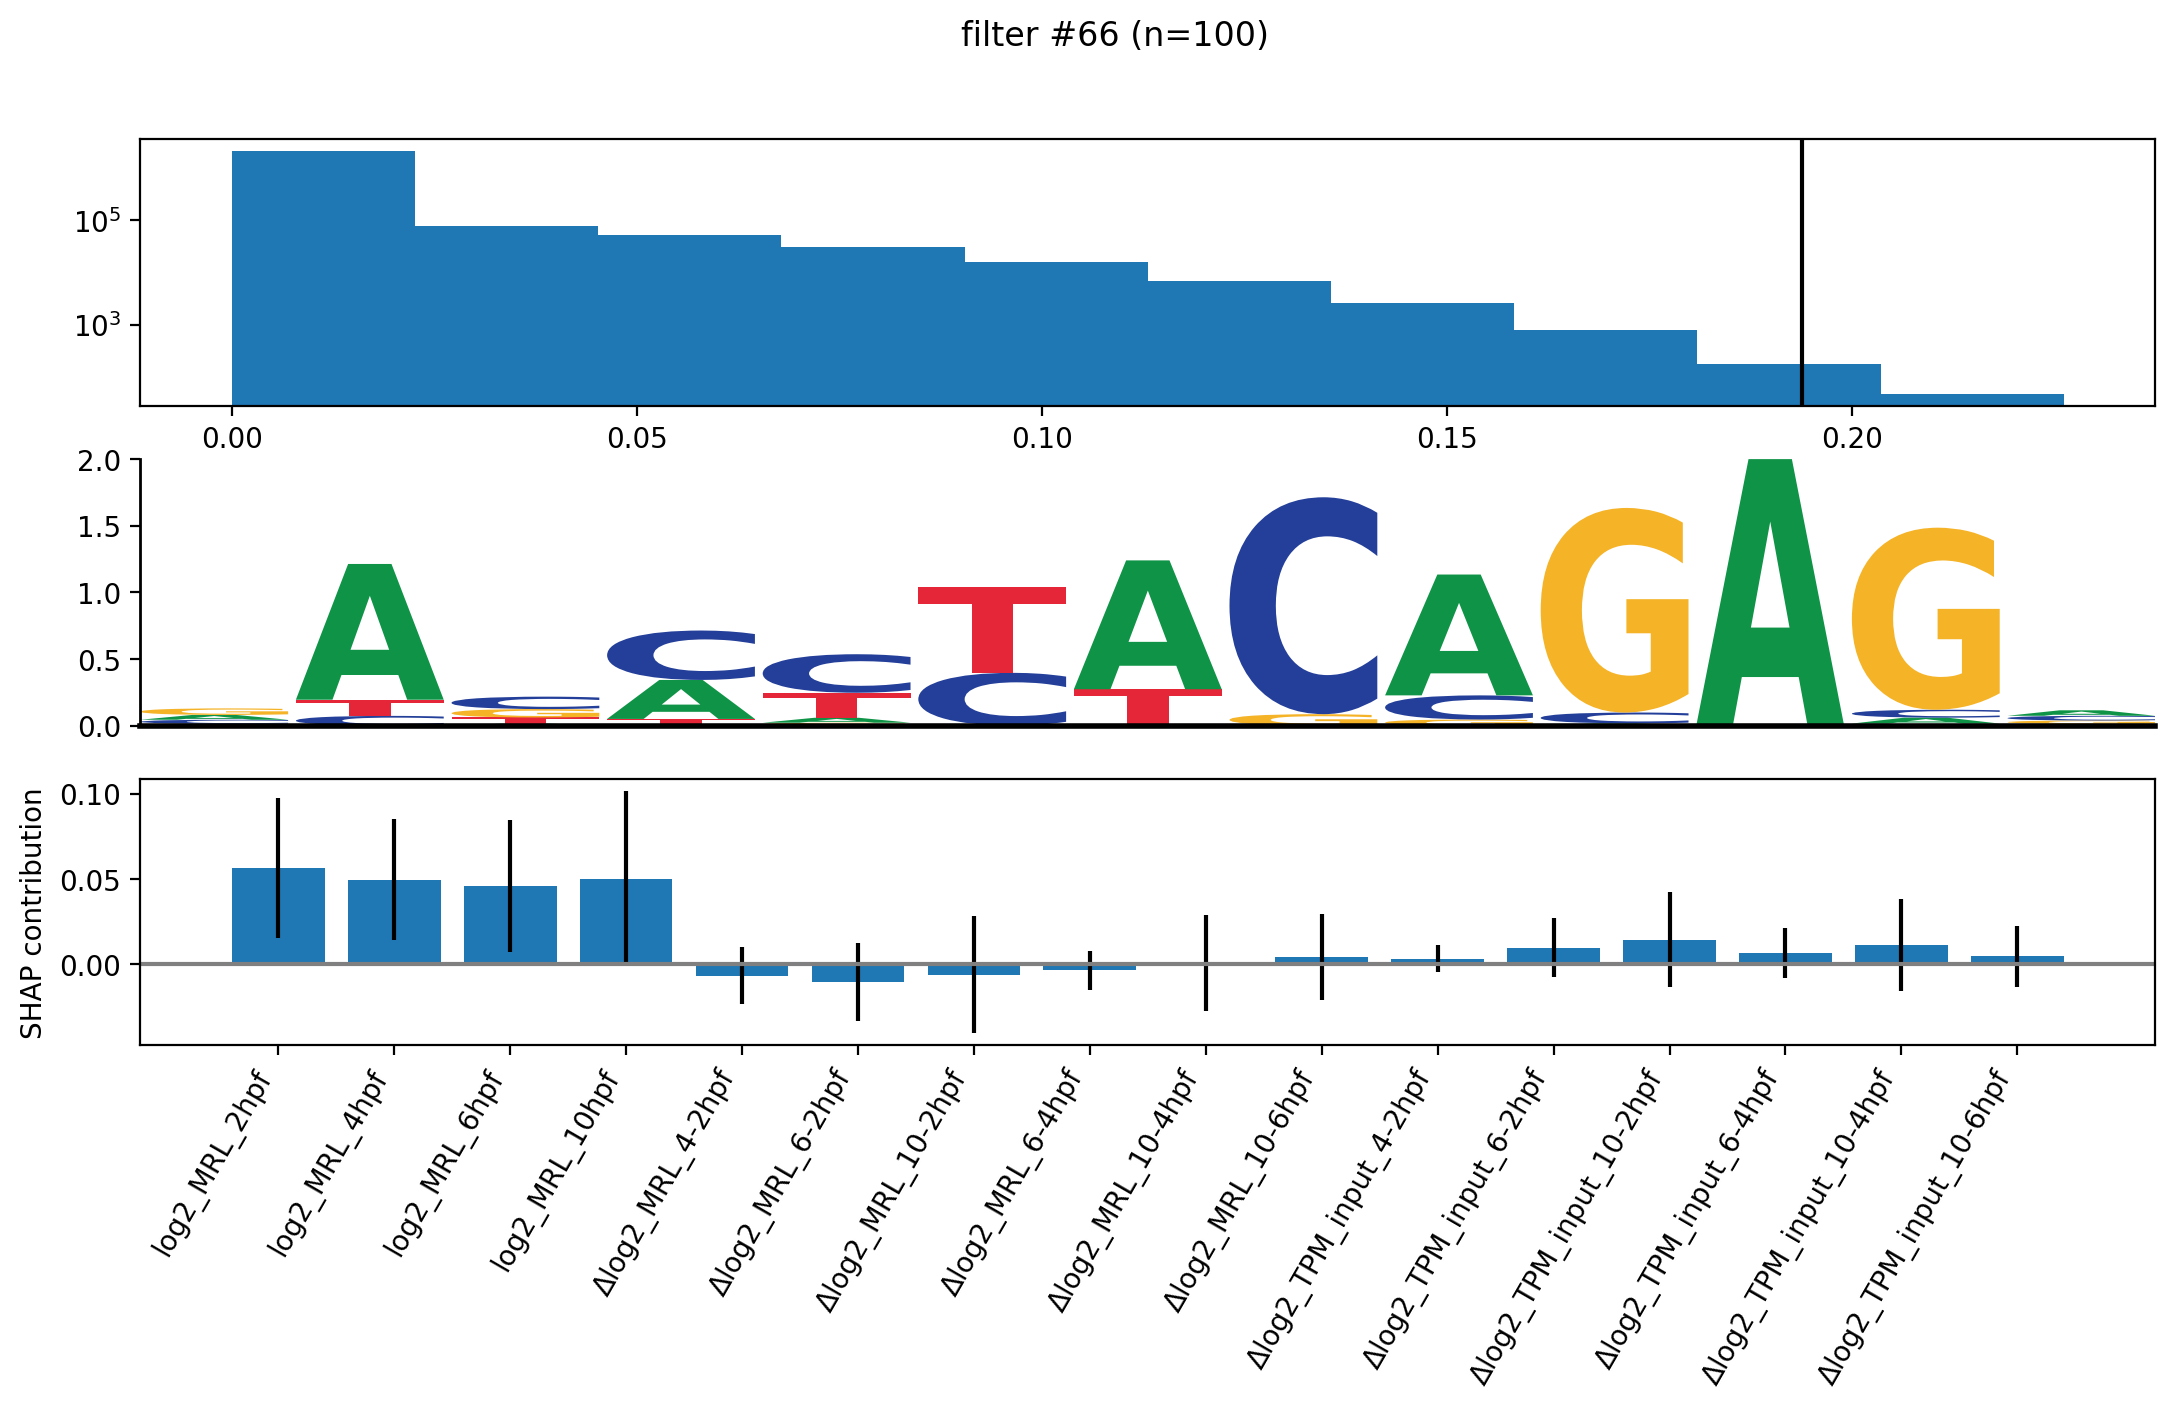 filter #66 (n=100)
10^5
10^3
0.00 0.05 0.10 0.15 0.20
2.0
1.5
1.0
0.5
0.0
A C C T A C A G A G
0.10
0.05
0.00
SHAP contribution
log2_MRL_2hpf
log2_MRL_4hpf
log2_MRL_6hpf
log2_MRL_10hpf
Δlog2_MRL_4-2hpf
Δlog2_MRL_6-2hpf
Δlog2_MRL_10-2hpf
Δlog2_MRL_6-4hpf
Δlog2_MRL_10-4hpf
Δlog2_MRL_10-6hpf
Δlog2_TPM_input_4-2hpf
Δlog2_TPM_input_6-2hpf
Δlog2_TPM_input_10-2hpf
Δlog2_TPM_input_6-4hpf
Δlog2_TPM_input_10-4hpf
Δlog2_TPM_input_10-6hpf